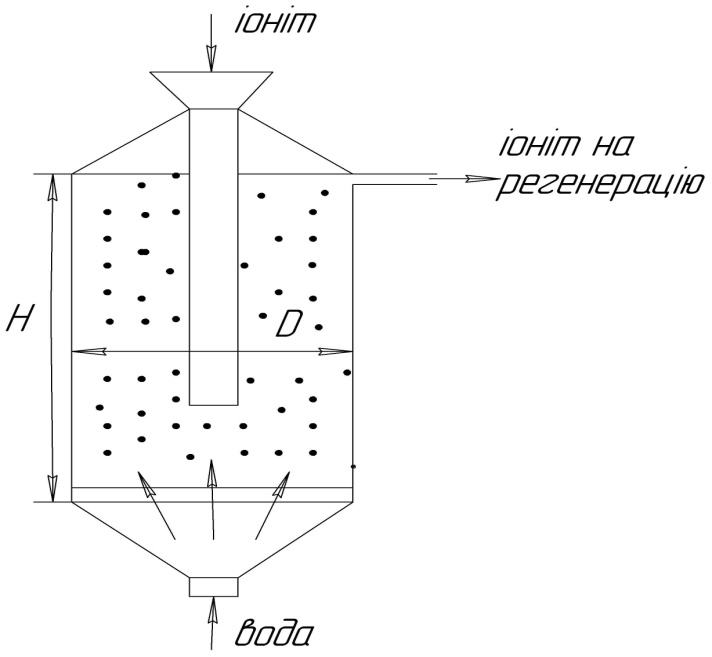 іоніт
іоніт на
регенерацію
H
D
вода